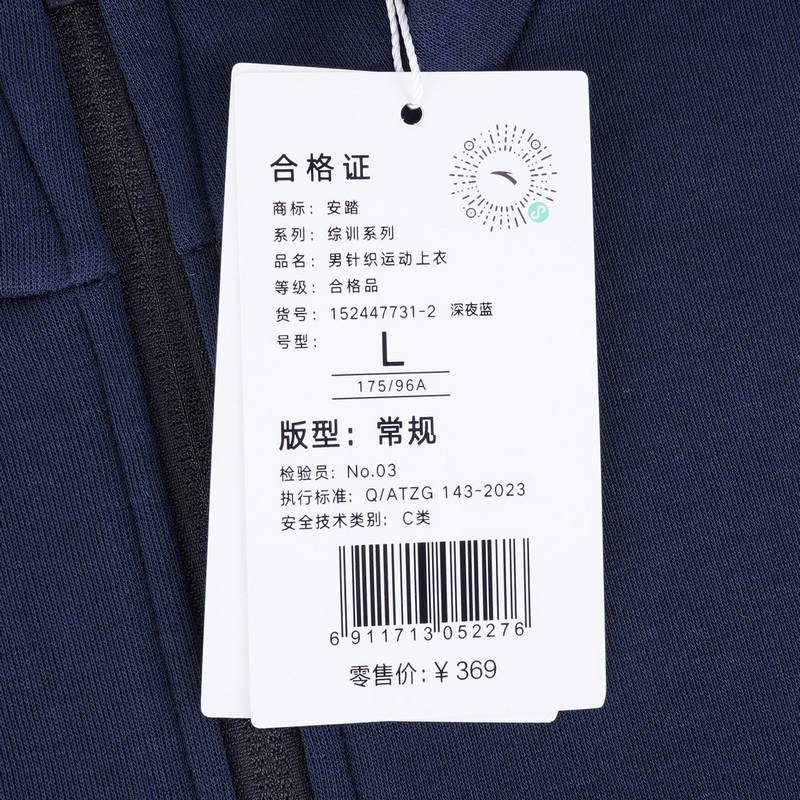 合格证
商标：安踏
系列：综训系列
品名：男针织运动上衣
等级：合格品
货号：152447731-2 深夜蓝
号型：L
175/96A
版型：常规
检验员：No.03
执行标准：Q/ATZG 143-2023
安全技术类别：C类
6 911713 052276
零售价：¥ 369